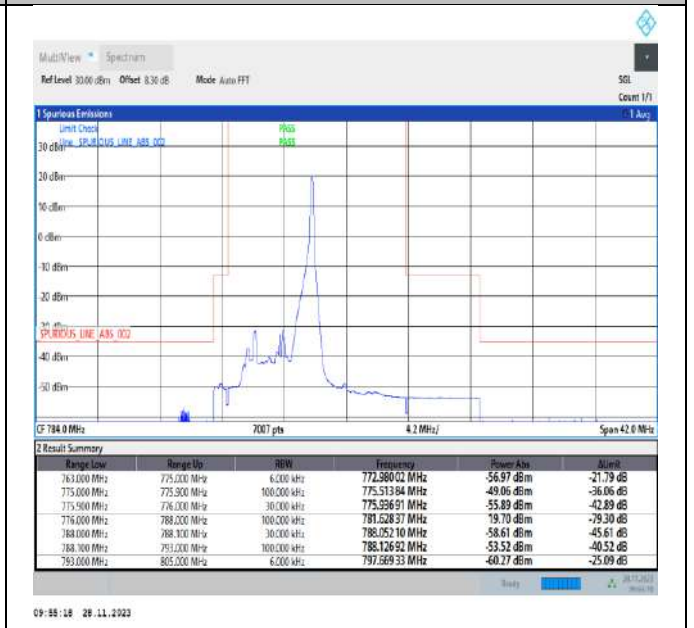 MultiView Spectrum
Ref Level 30.00 dBm Offset 8.30 dB Mode Auto FFT SGL
Count 1/1
1 Spurious Emissions 1 Avg
Limit Check PASS
30 dBm Line _SPURIOUS_LINE_ABS_002 PASS
20 dBm
10 dBm
0 dBm
-10 dBm
-20 dBm
-30 dBm
SPURIOUS_LINE_ABS_002
-40 dBm
-50 dBm
CF 784.0 MHz 7007 pts 4.2 MHz/ Span 42.0 MHz
2 Result Summary
Range Low Range Up RBW Frequency Power Abs ΔLimit
763.000 MHz 775.000 MHz 6.000 kHz 772.98002 MHz -56.97 dBm -21.79 dB
775.000 MHz 775.900 MHz 100.000 kHz 775.51384 MHz -49.06 dBm -36.06 dB
775.900 MHz 776.000 MHz 30.000 kHz 775.93691 MHz -55.89 dBm -42.89 dB
776.000 MHz 788.000 MHz 100.000 kHz 781.62837 MHz 19.70 dBm -79.30 dB
788.000 MHz 788.100 MHz 30.000 kHz 788.05210 MHz -58.61 dBm -45.61 dB
788.100 MHz 793.000 MHz 100.000 kHz 788.12692 MHz -53.52 dBm -40.52 dB
793.000 MHz 805.000 MHz 6.000 kHz 797.66933 MHz -60.27 dBm -25.09 dB
Ready 28.11.2023
09:55:18 28.11.2023